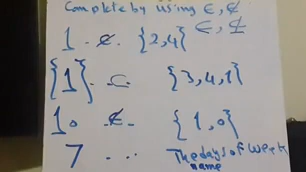 Complete by using ∈, ∉
∈, ∉
1 .∉. {2,4}
{1} .⊂. {3,4,1}
10 .∉. {1,0}
7 ... The days of week
name